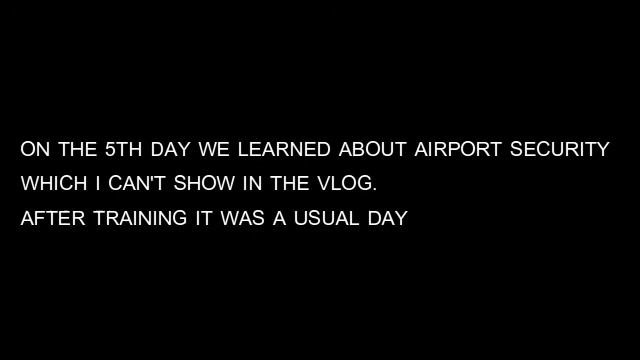 ON THE 5TH DAY WE LEARNED ABOUT AIRPORT SECURITY
WHICH I CAN'T SHOW IN THE VLOG.
AFTER TRAINING IT WAS A USUAL DAY